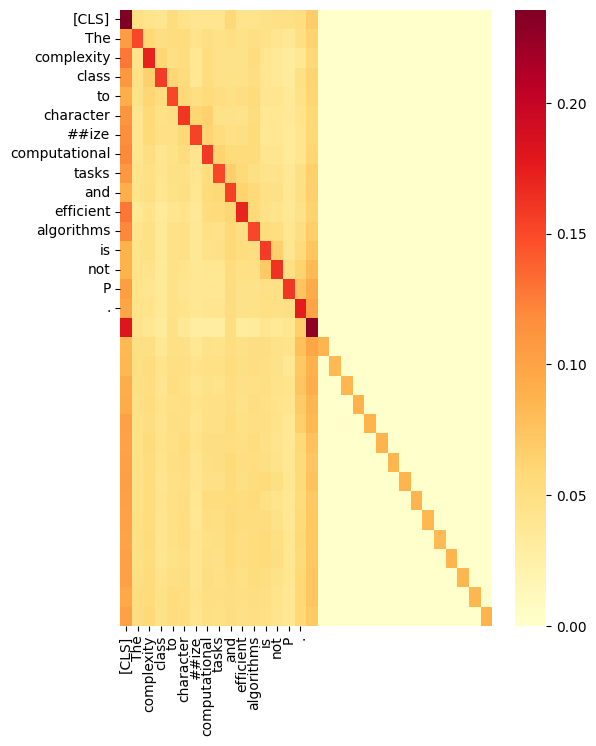 [CLS]
The
complexity
class
to
character
##ize
computational
tasks
and
efficient
algorithms
is
not
P
.
0.20
0.15
0.10
0.05
0.00
[CLS]
The
complexity
class
to
character
##ize
computational
tasks
and
efficient
algorithms
is
not
P
.